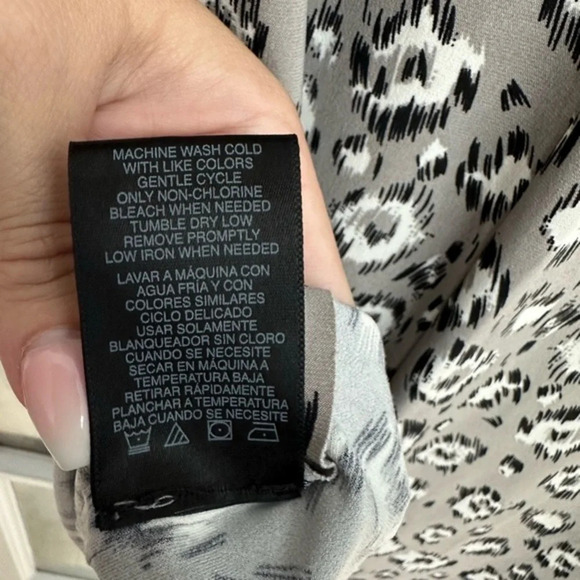 MACHINE WASH COLD
WITH LIKE COLORS
GENTLE CYCLE
ONLY NON-CHLORINE
BLEACH WHEN NEEDED
TUMBLE DRY LOW
REMOVE PROMPTLY
LOW IRON WHEN NEEDED
LAVAR A MÁQUINA CON
AGUA FRÍA Y CON
COLORES SIMILARES
CICLO DELICADO
USAR SOLAMENTE
BLANQUEADOR SIN CLORO
CUANDO SE NECESITE
SECAR EN MÁQUINA A
TEMPERATURA BAJA
RETIRAR RÁPIDAMENTE
PLANCHAR A TEMPERATURA
BAJA CUANDO SE NECESITE